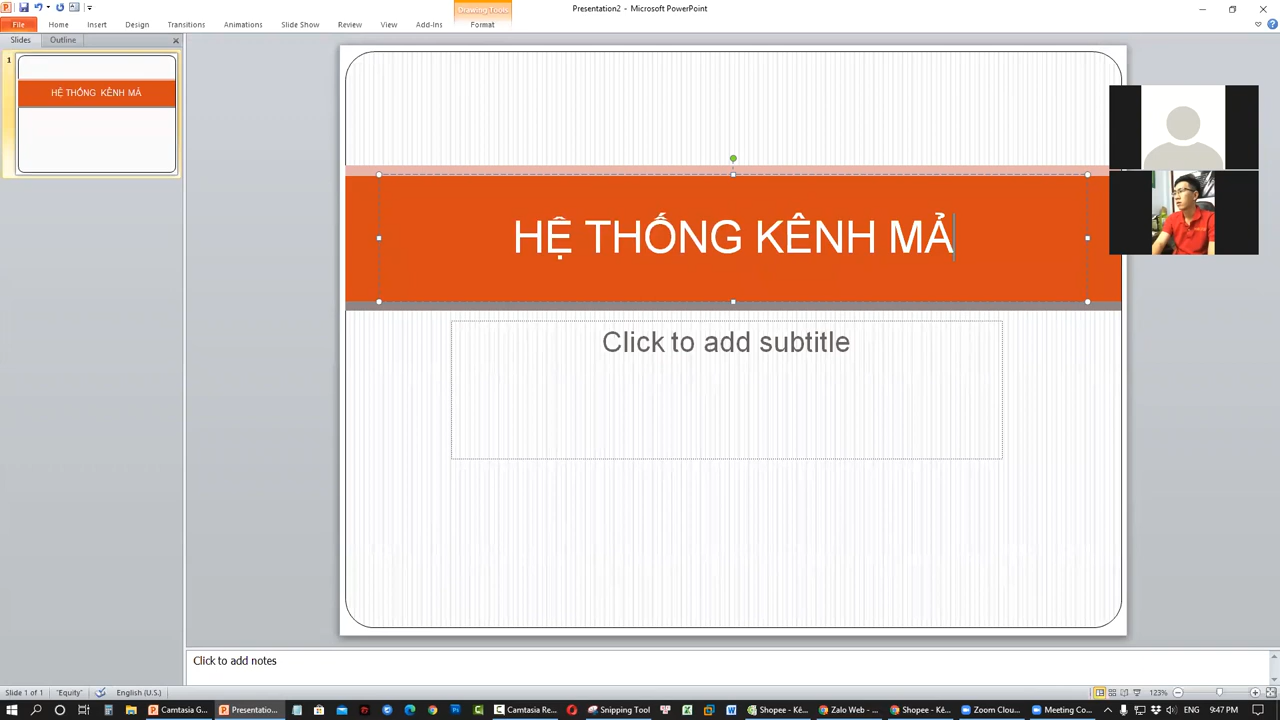 Presentation2 - Microsoft PowerPoint
Drawing Tools
File Home Insert Design Transitions Animations Slide Show Review View Add-Ins Format
Slides Outline
1
HỆ THỐNG KÊNH MẢ
HỆ THỐNG KÊNH MẢ
Click to add subtitle
Click to add notes
Slide 1 of 1 "Equity" English (U.S.) 123%
Camtasia G... Presentatio... Camtasia Re... Snipping Tool Shopee - Kê... Zalo Web - ... Shopee - Kê... Zoom Clou... Meeting Co... ENG 9:47 PM